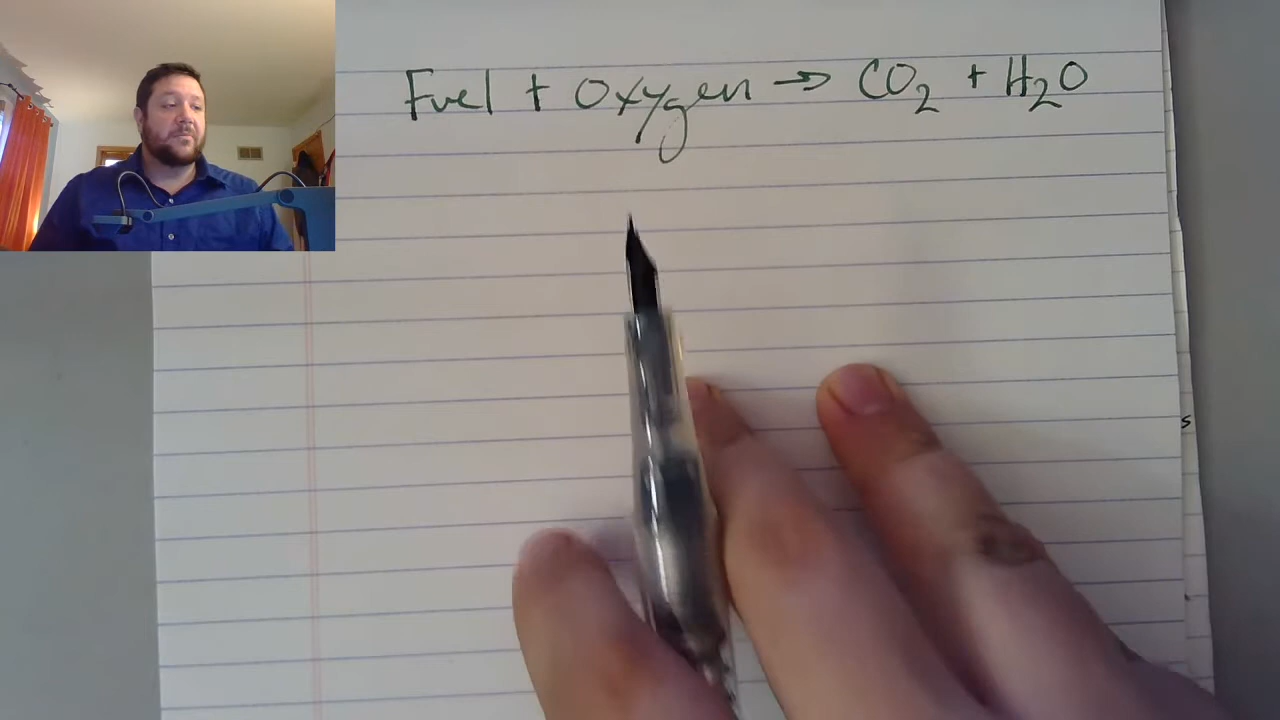 Fuel + Oxygen → CO₂ + H₂O
s